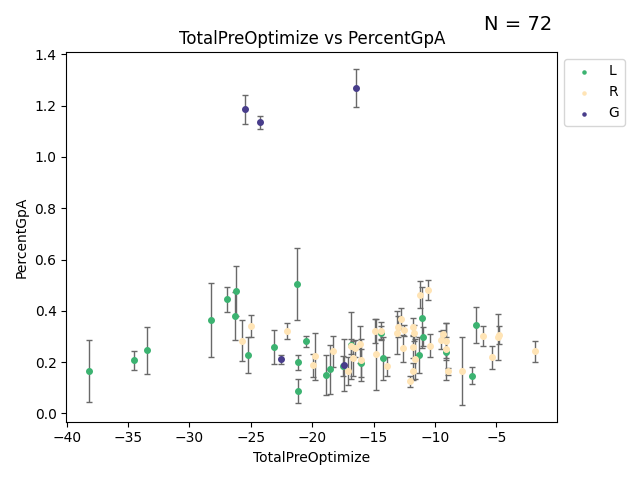 N = 72
TotalPreOptimize vs PercentGpA
1.4
1.2
1.0
0.8
0.6
0.4
0.2
0.0
PercentGpA
−40 −35 −30 −25 −20 −15 −10 −5
TotalPreOptimize
L
R
G